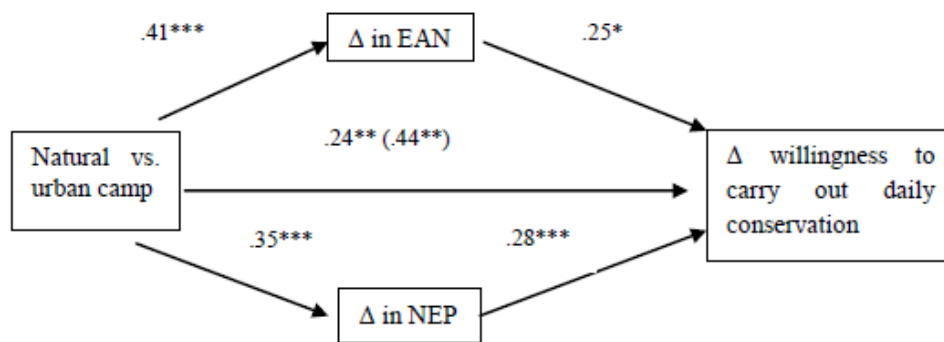 .41***
Δ in EAN
.25*
.24** (.44**)
Natural vs.
urban camp
Δ willingness to
carry out daily
conservation
.35***
.28***
Δ in NEP